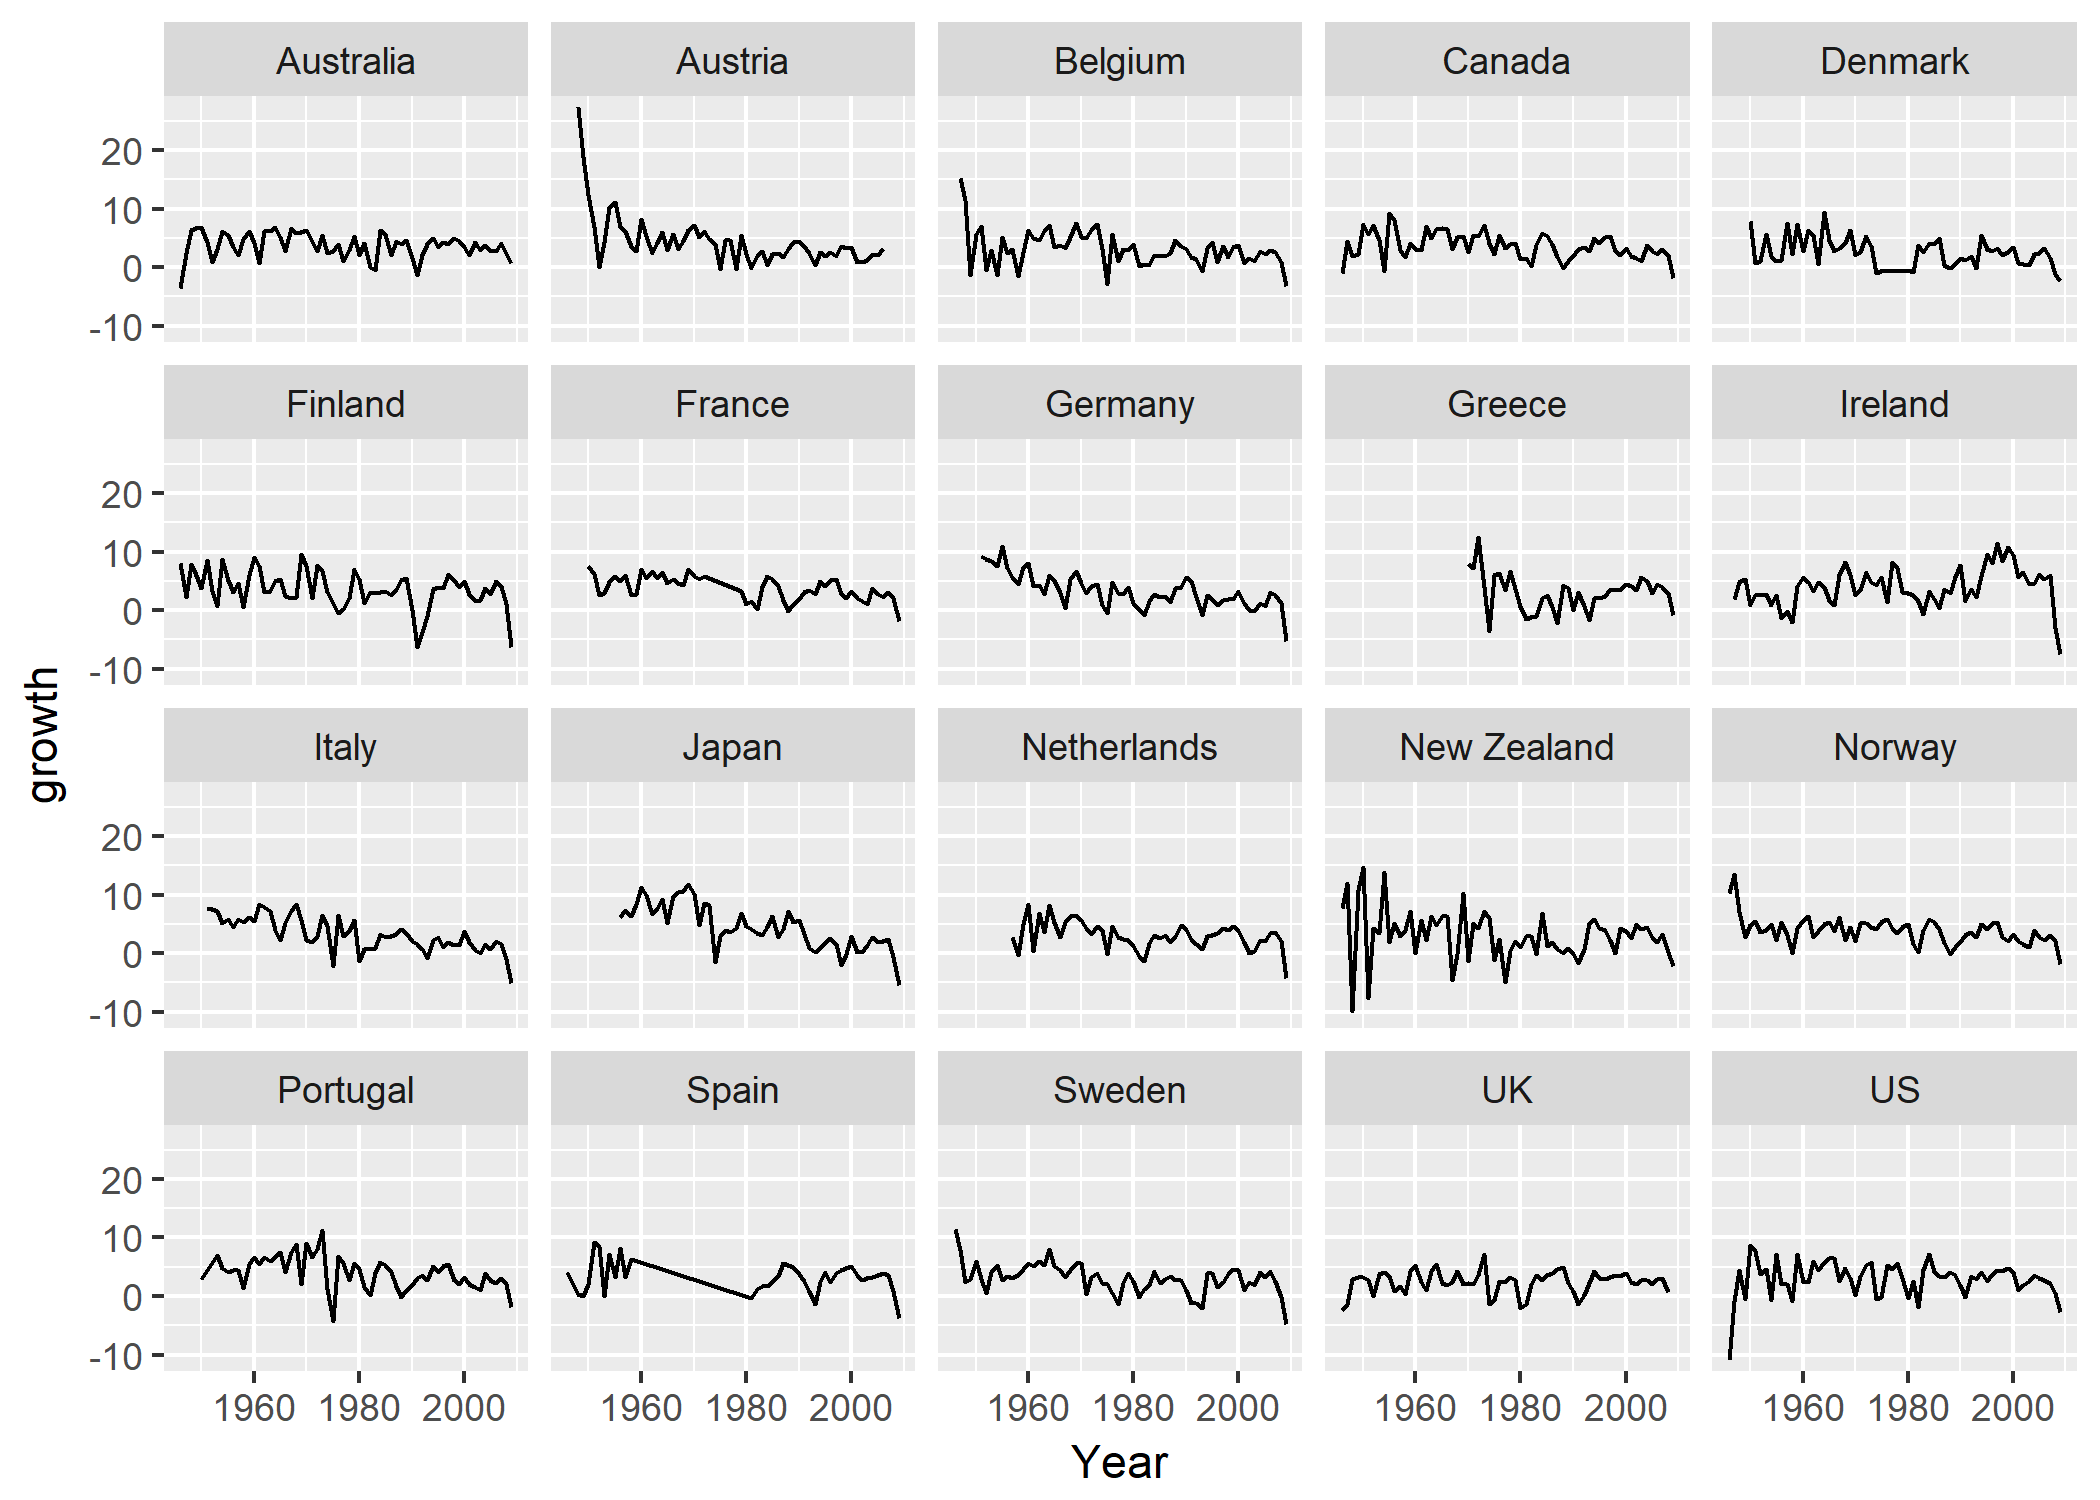 Australia Austria Belgium Canada Denmark
20
10
0
-10
Finland France Germany Greece Ireland
20
10
0
-10
growth
Italy Japan Netherlands New Zealand Norway
20
10
0
-10
Portugal Spain Sweden UK US
20
10
0
-10
1960 1980 2000 1960 1980 2000 1960 1980 2000 1960 1980 2000 1960 1980 2000
Year